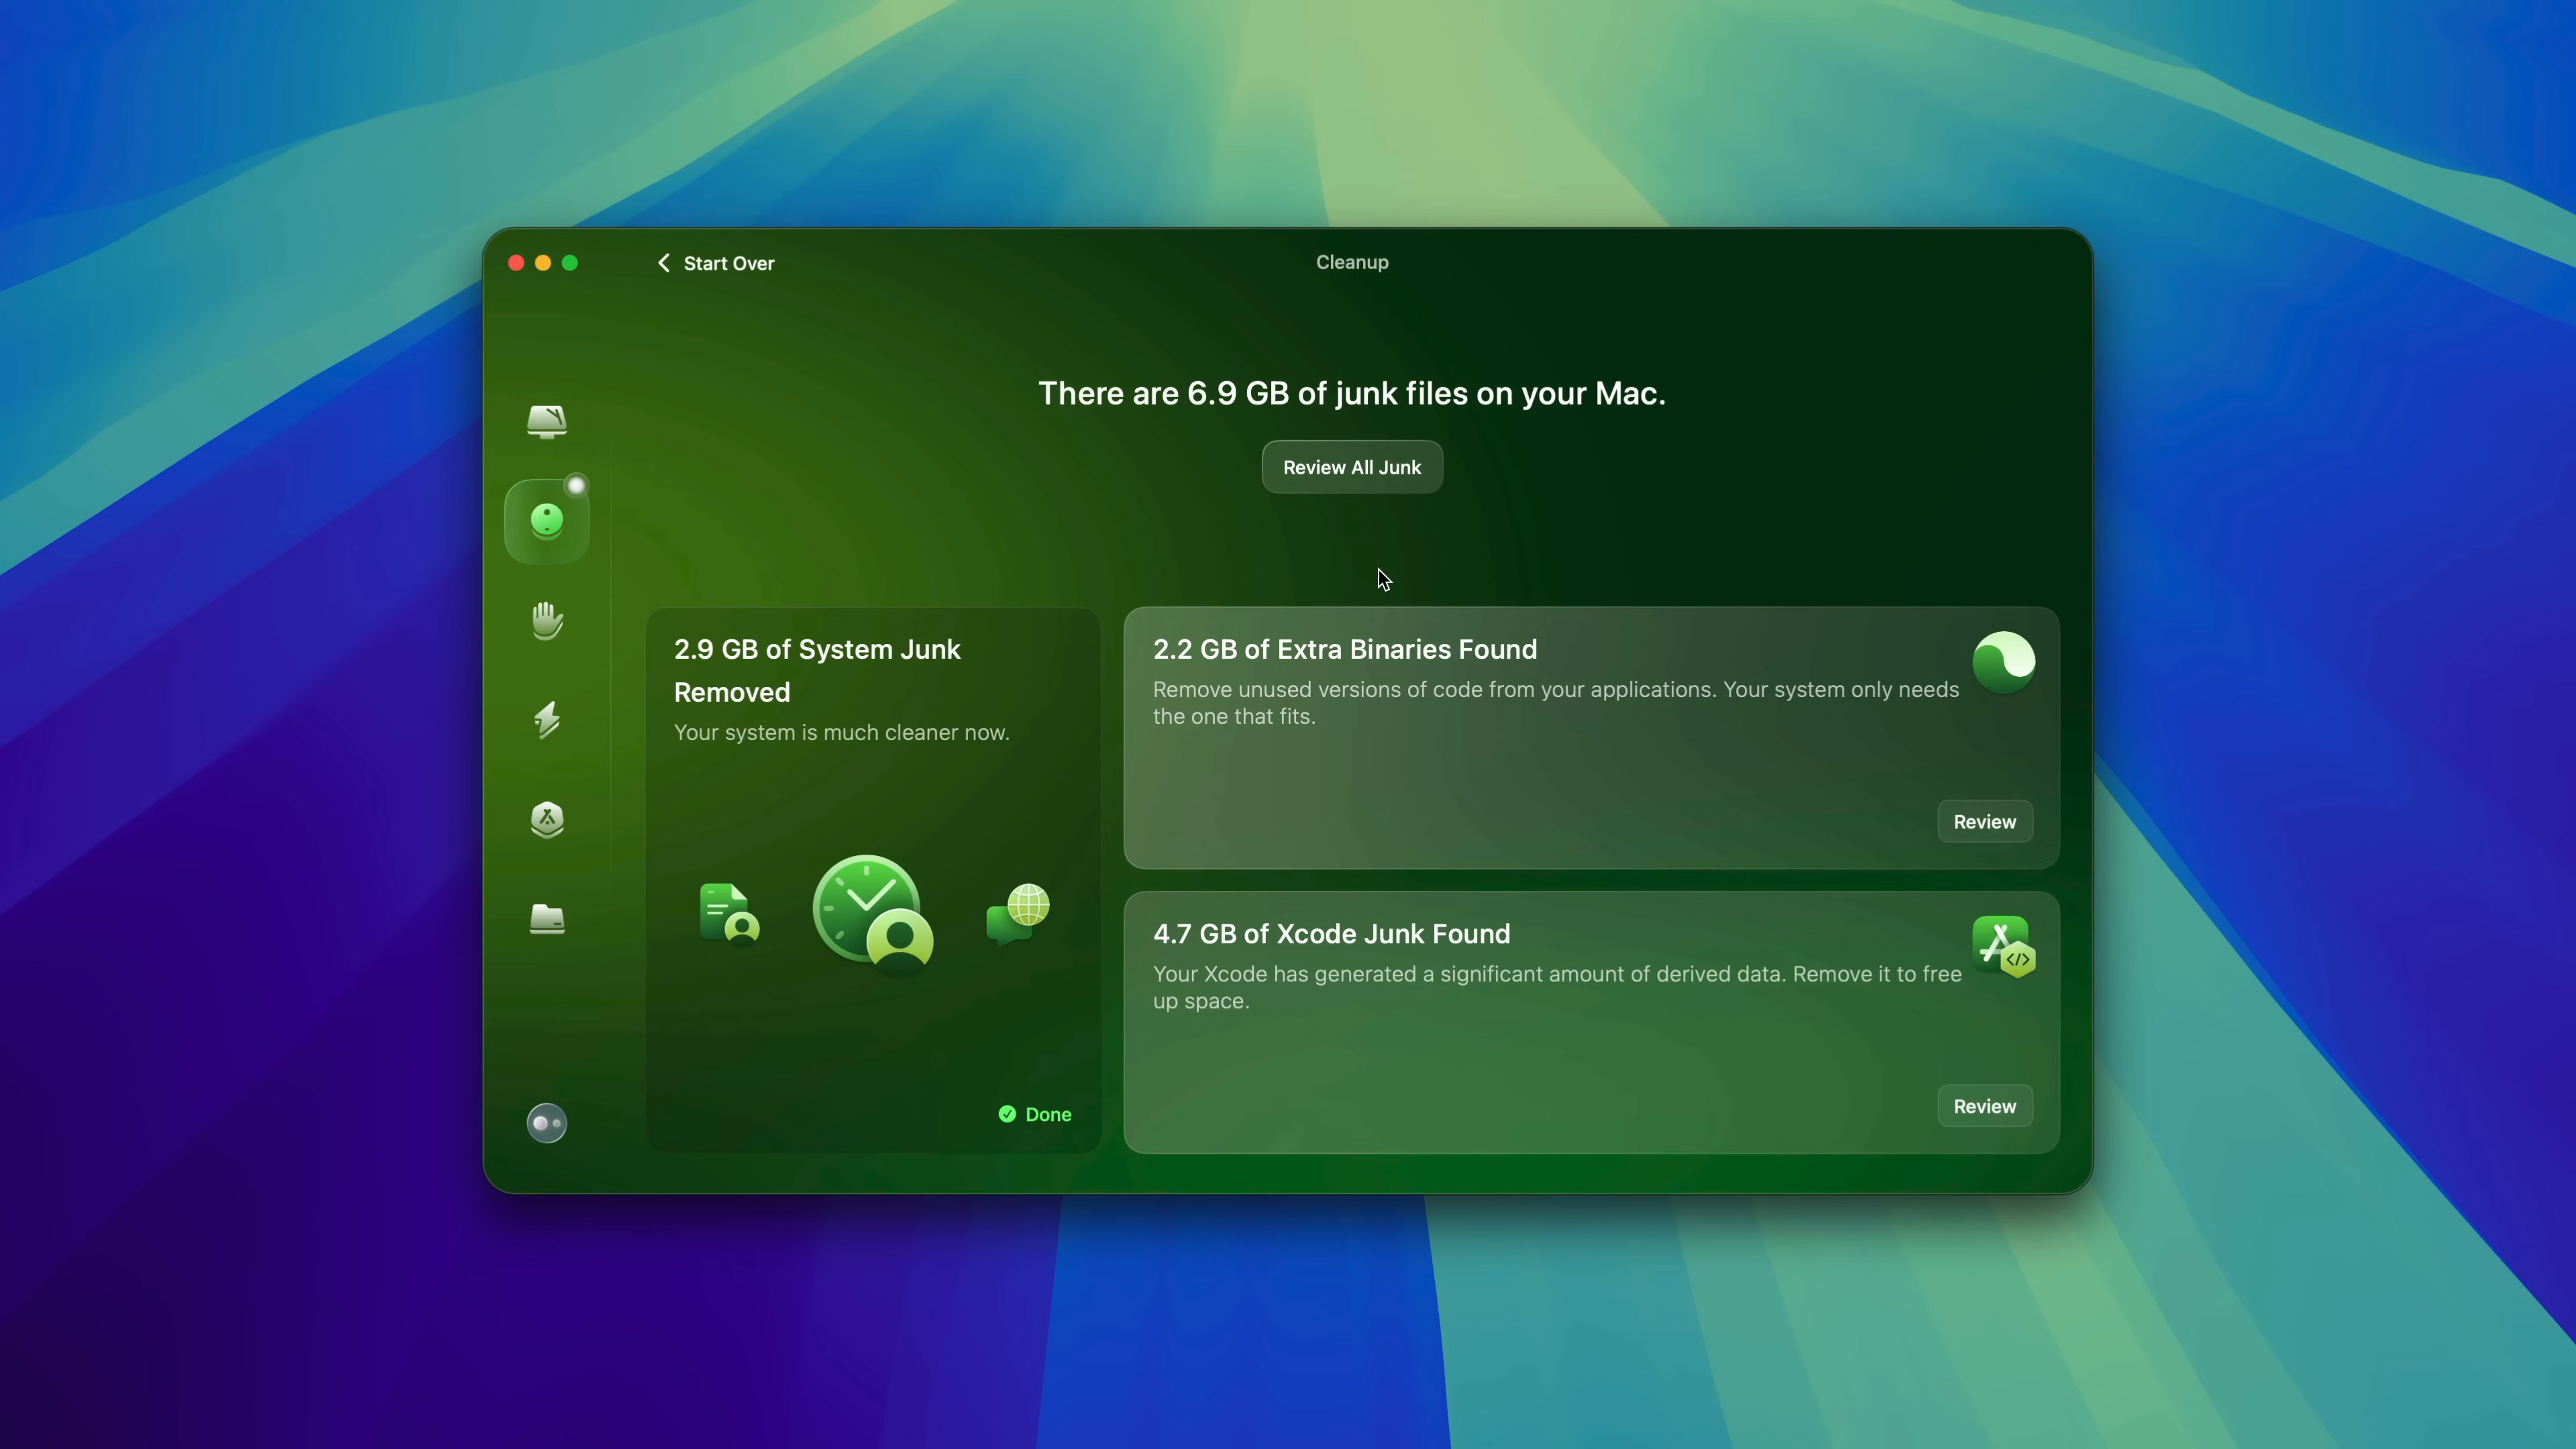 Start Over
Cleanup
There are 6.9 GB of junk files on your Mac.
Review All Junk
2.9 GB of System Junk
Removed
Your system is much cleaner now.
Done
2.2 GB of Extra Binaries Found
Remove unused versions of code from your applications. Your system only needs
the one that fits.
Review
4.7 GB of Xcode Junk Found
Your Xcode has generated a significant amount of derived data. Remove it to free
up space.
Review